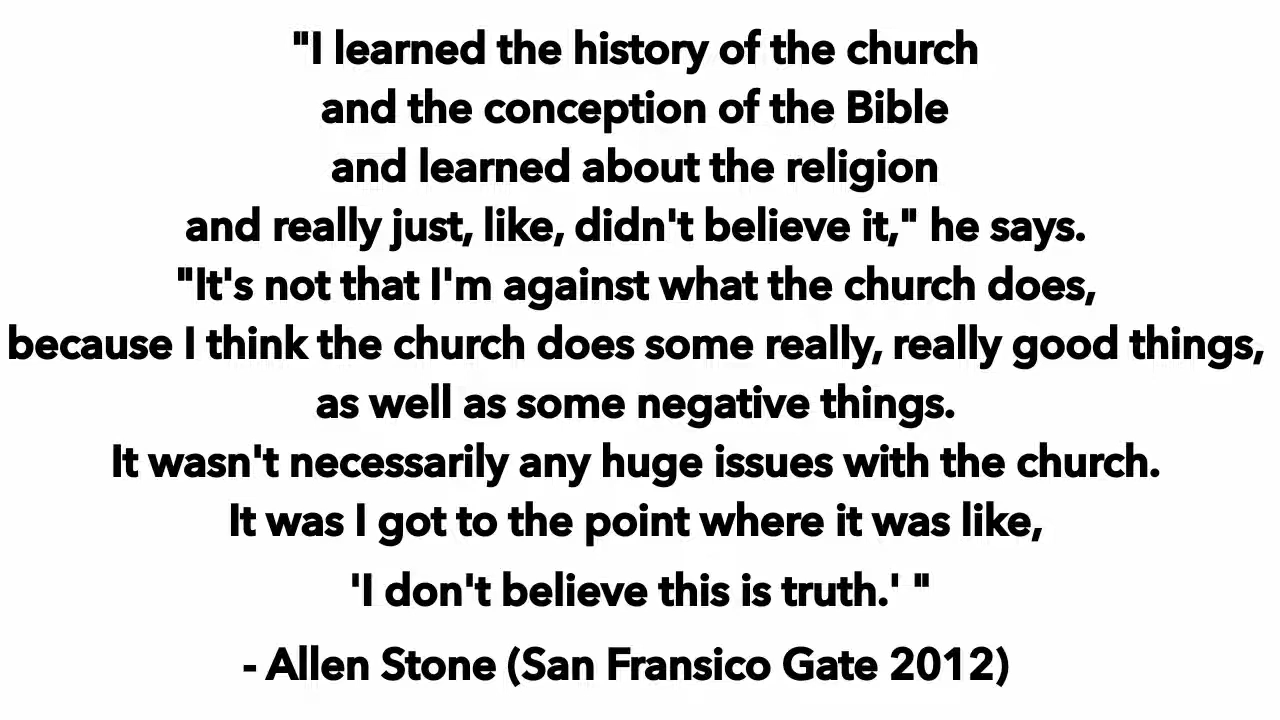 "I learned the history of the church
and the conception of the Bible
and learned about the religion
and really just, like, didn't believe it," he says.
"It's not that I'm against what the church does,
because I think the church does some really, really good things,
as well as some negative things.
It wasn't necessarily any huge issues with the church.
It was I got to the point where it was like,
'I don't believe this is truth.' "
- Allen Stone (San Fransico Gate 2012)